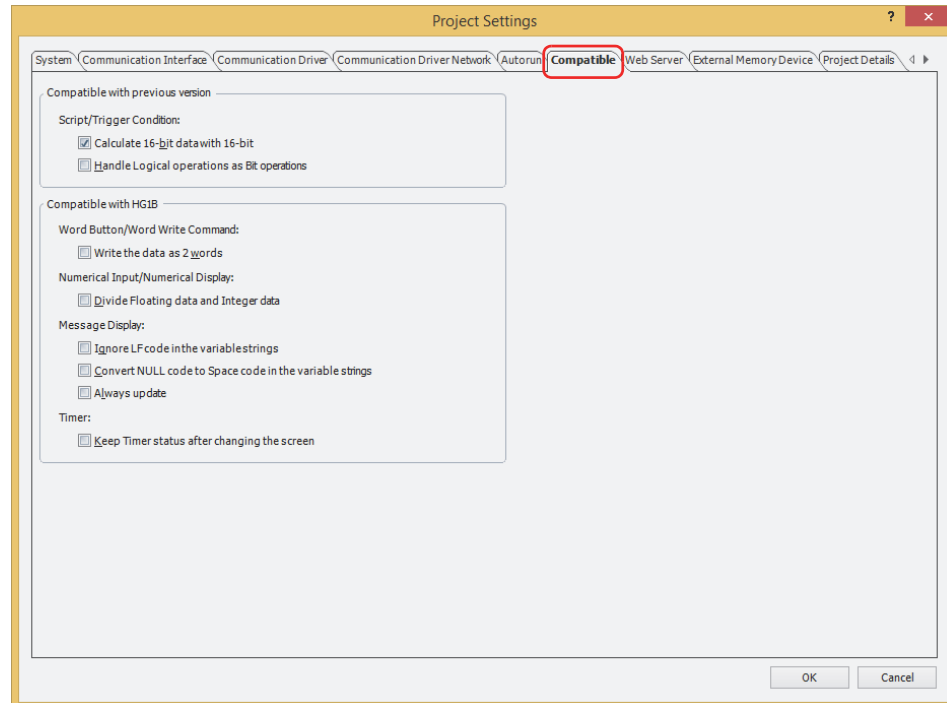 Project Settings
System Communication Interface Communication Driver Communication Driver Network Autorun Compatible Web Server External Memory Device Project Details
Compatible with previous version
Script/Trigger Condition:
Calculate 16-bit data with 16-bit
Handle Logical operations as Bit operations
Compatible with HG1B
Word Button/Word Write Command:
Write the data as 2 words
Numerical Input/Numerical Display:
Divide Floating data and Integer data
Message Display:
Ignore LF code in the variable strings
Convert NULL code to Space code in the variable strings
Always update
Timer:
Keep Timer status after changing the screen
OK Cancel